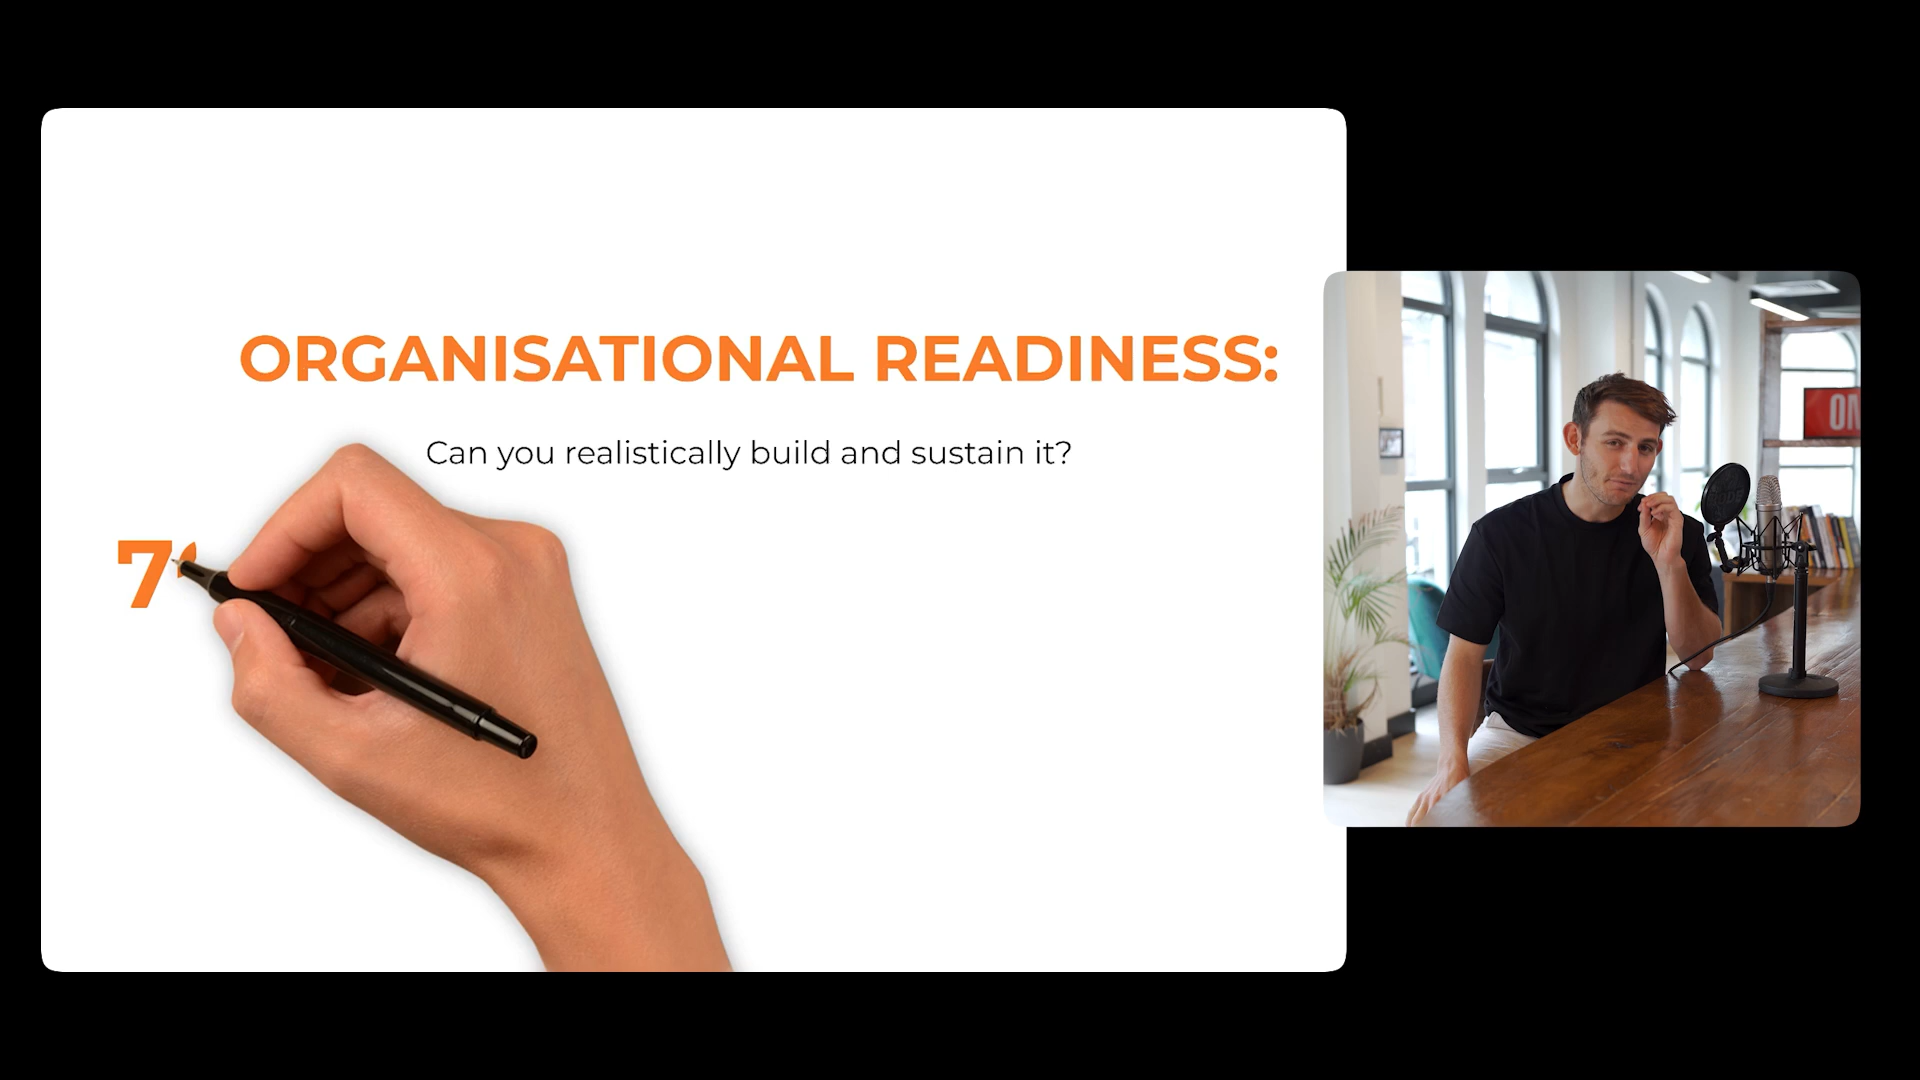 ORGANISATIONAL READINESS:
Can you realistically build and sustain it?
7